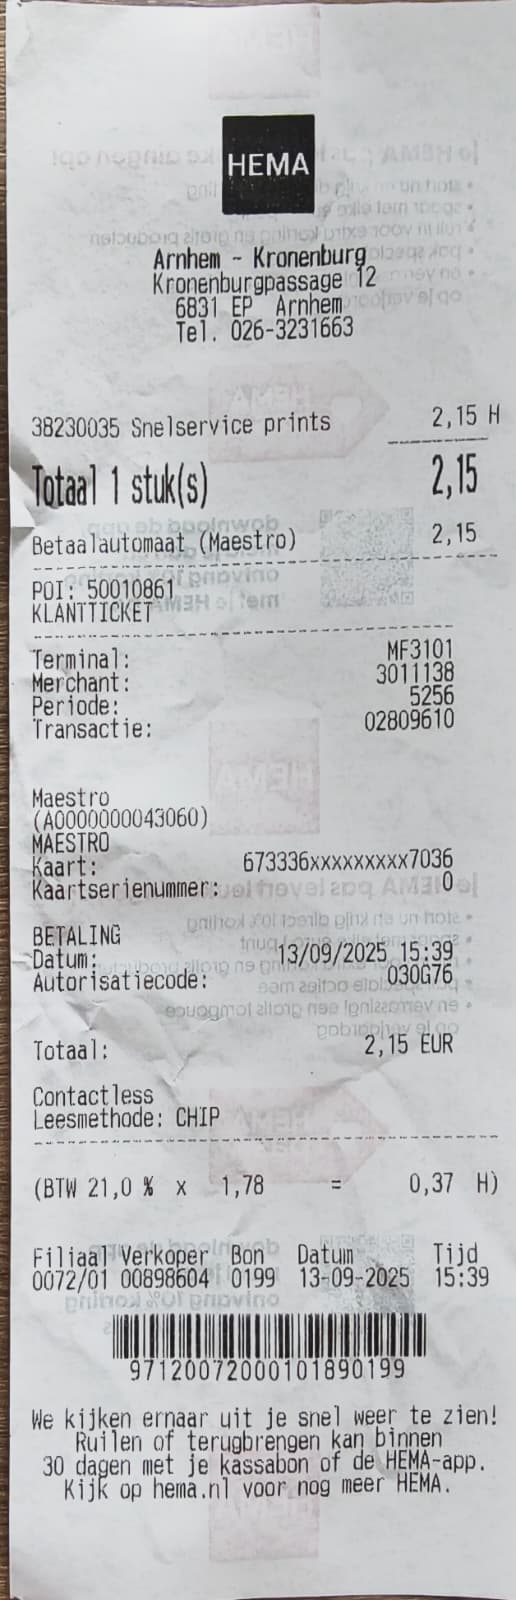 HEMA
Arnhem - Kronenburg
Kronenburgpassage 12
6831 EP Arnhem
Tel. 026-3231663
38230035 Snelservice prints 2,15 H
Totaal 1 stuk(s) 2,15
Betaalautomaat (Maestro) 2,15
POI: 50010861
KLANTTICKET
Terminal: MF3101
Merchant: 3011138
Periode: 5256
Transactie: 02809610
Maestro
(A0000000043060)
MAESTRO
Kaart: 673336xxxxxxxxx7036
Kaartserienummer: 0
BETALING
Datum: 13/09/2025 15:39
Autorisatiecode: 030G76
Totaal: 2,15 EUR
Contactless
Leesmethode: CHIP
(BTW 21,0 % x 1,78 = 0,37 H)
Filiaal Verkoper Bon Datum Tijd
0072/01 00898604 0199 13-09-2025 15:39
97120072000101890199
We kijken ernaar uit je snel weer te zien!
Ruilen of terugbrengen kan binnen
30 dagen met je kassabon of de HEMA-app.
Kijk op hema.nl voor nog meer HEMA.